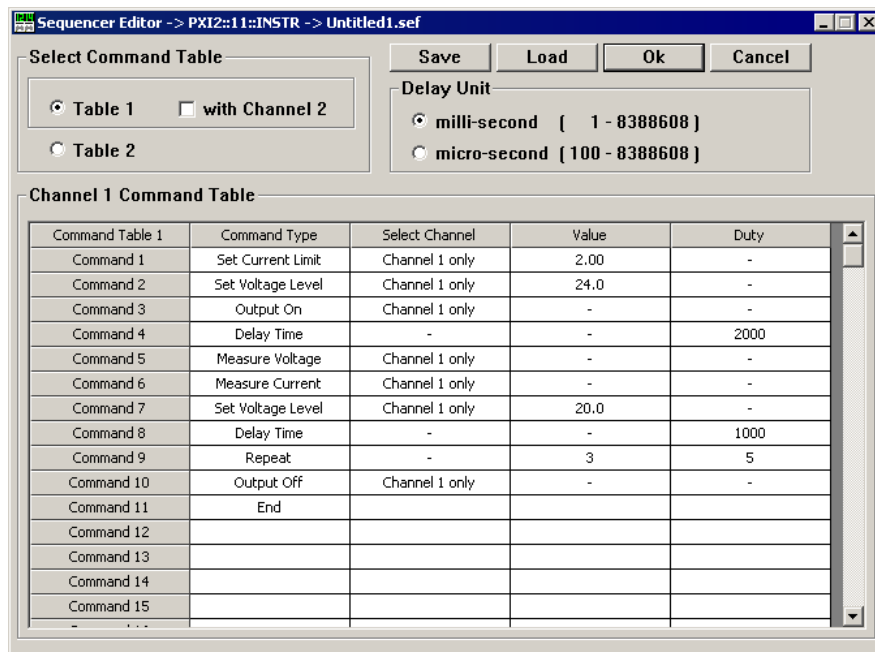 Sequencer Editor -> PXI2::11::INSTR -> Untitled1.sef
Select Command Table
Table 1 with Channel 2
Table 2
Save Load Ok Cancel
Delay Unit
milli-second ( 1 - 8388608 )
micro-second ( 100 - 8388608 )
Channel 1 Command Table
Command Table 1 Command Type Select Channel Value Duty
Command 1 Set Current Limit Channel 1 only 2.00 -
Command 2 Set Voltage Level Channel 1 only 24.0 -
Command 3 Output On Channel 1 only - -
Command 4 Delay Time - - 2000
Command 5 Measure Voltage Channel 1 only - -
Command 6 Measure Current Channel 1 only - -
Command 7 Set Voltage Level Channel 1 only 20.0 -
Command 8 Delay Time - - 1000
Command 9 Repeat - 3 5
Command 10 Output Off Channel 1 only - -
Command 11 End
Command 12
Command 13
Command 14
Command 15